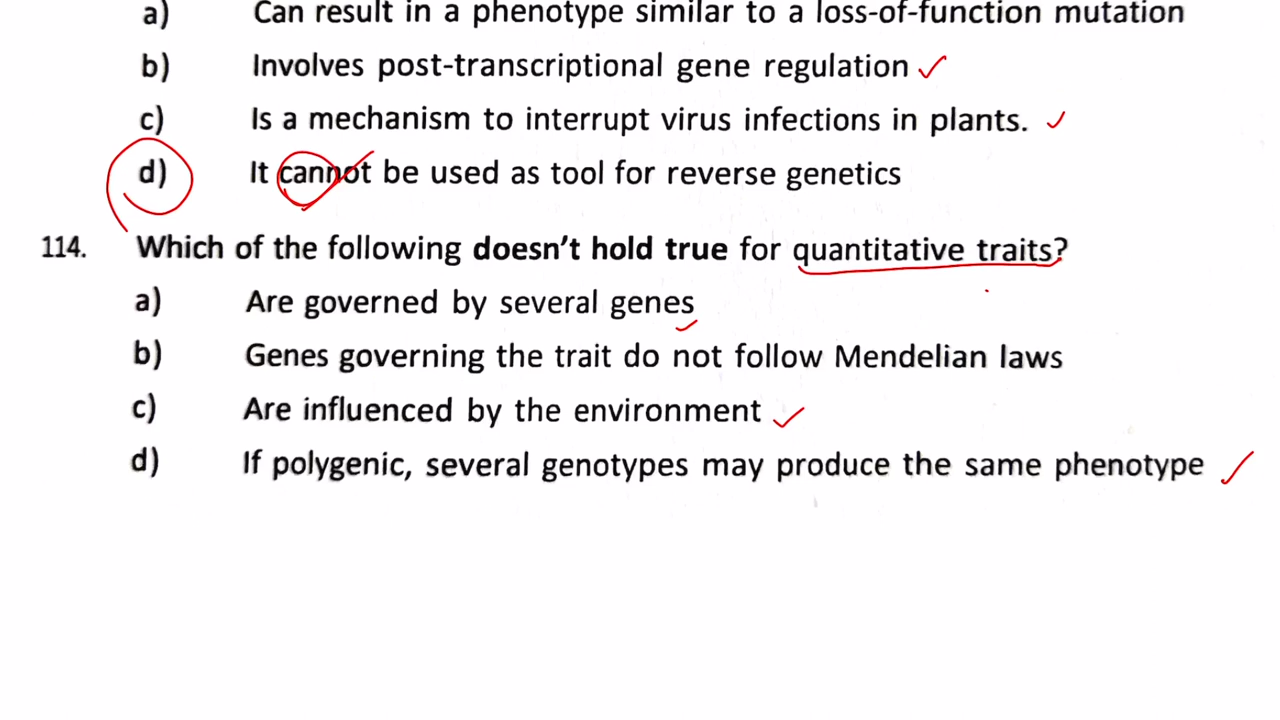 a) Can result in a phenotype similar to a loss-of-function mutation
b) Involves post-transcriptional gene regulation
c) Is a mechanism to interrupt virus infections in plants.
d) It cannot be used as tool for reverse genetics
114. Which of the following doesn't hold true for quantitative traits?
a) Are governed by several genes
b) Genes governing the trait do not follow Mendelian laws
c) Are influenced by the environment
d) If polygenic, several genotypes may produce the same phenotype